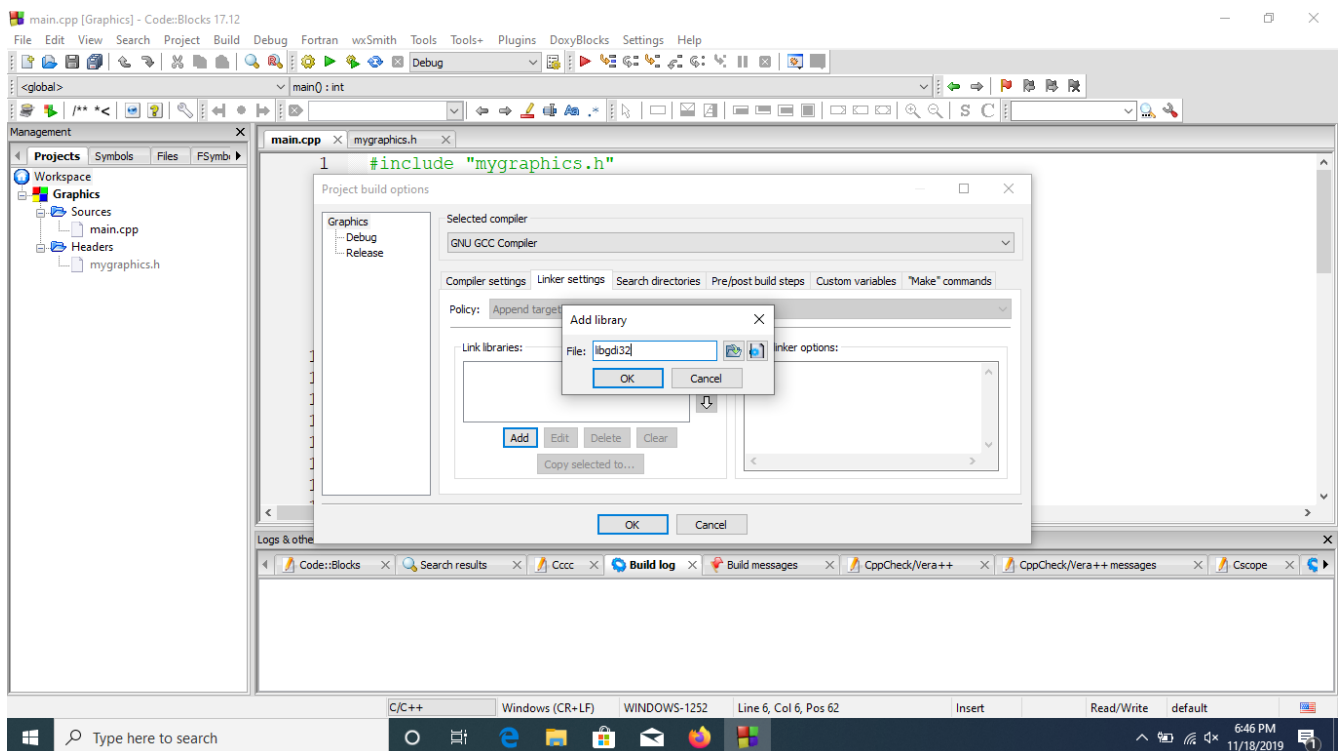 main.cpp [Graphics] - Code::Blocks 17.12
File Edit View Search Project Build Debug Fortran wxSmith Tools Tools+ Plugins DoxyBlocks Settings Help
Debug
<global> main() : int
/** *< Aa .* S C
Management
Projects Symbols Files FSymb
main.cpp mygraphics.h
Workspace
Graphics
Sources
main.cpp
Headers
mygraphics.h
1 #include "mygraphics.h"
Project build options
Graphics
Debug
Release
Selected compiler
GNU GCC Compiler
Compiler settings Linker settings Search directories Pre/post build steps Custom variables "Make" commands
Policy: Append target
Add library
File: libgdi32
OK Cancel
Link libraries:
inker options:
Add Edit Delete Clear
Copy selected to...
OK Cancel
Logs & othe
Code::Blocks Search results Cccc Build log Build messages CppCheck/Vera++ CppCheck/Vera++ messages Cscope
C/C++ Windows (CR+LF) WINDOWS-1252 Line 6, Col 6, Pos 62 Insert Read/Write default
Type here to search
6:46 PM
11/18/2019